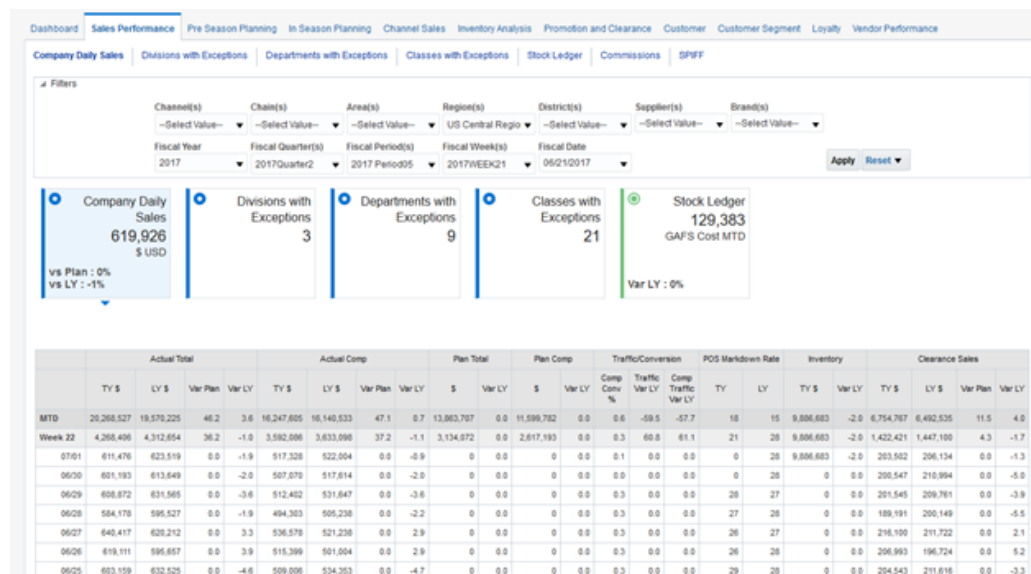 Dashboard Sales Performance Pre Season Planning In Season Planning Channel Sales Inventory Analysis Promotion and Clearance Customer Customer Segment Loyalty Vendor Performance
Company Daily Sales Divisions with Exceptions Departments with Exceptions Classes with Exceptions Stock Ledger Commissions SPIFF
Filters
Channel(s) Chain(s) Area(s) Region(s) District(s) Supplier(s) Brand(s)
--Select Value-- --Select Value-- --Select Value-- US Central Regio --Select Value-- --Select Value-- --Select Value--
Fiscal Year Fiscal Quarter(s) Fiscal Period(s) Fiscal Week(s) Fiscal Date
2017 2017Quarter2 2017 Period05 2017WEEK21 06/21/2017 Apply Reset
Company Daily Divisions with Departments with Classes with Stock Ledger
Sales Exceptions Exceptions Exceptions 129,383
619,926 3 9 21 GAFS Cost MTD
$ USD
vs Plan : 0%
vs LY : -1% Var LY : 0%
Actual Total Actual Comp Plan Total Plan Comp Traffic/Conversion POS Markdown Rate Inventory Clearance Sales
TY $ LY $ Var Plan Var LY TY $ LY $ Var Plan Var LY $ Var LY $ Var LY Comp Conv % Traffic Var LY Comp Traffic Var LY TY LY TY $ Var LY TY $ LY $ Var Plan Var LY
MTD 20,268,527 19,570,225 46.2 3.6 16,247,605 16,140,533 47.1 0.7 13,863,707 0.0 11,599,782 0.0 0.6 -59.5 -57.7 18 15 9,886,683 -2.0 6,754,767 6,492,535 11.5 4.0
Week 22 4,268,406 4,312,654 36.2 -1.0 3,592,086 3,633,098 37.2 -1.1 3,134,072 0.0 2,617,193 0.0 0.3 60.8 61.1 21 28 9,886,683 -2.0 1,422,421 1,447,100 4.3 -1.7
07/01 611,476 623,519 0.0 -1.9 517,328 522,004 0.0 -0.9 0 0.0 0 0.0 0.1 0.0 0.0 0 28 9,886,683 -2.0 203,502 206,134 0.0 -1.3
06/30 601,193 613,649 0.0 -2.0 507,070 517,614 0.0 -2.0 0 0.0 0 0.0 0.3 0.0 0.0 0 28 0 0.0 200,547 210,994 0.0 -5.0
06/29 608,872 631,565 0.0 -3.6 512,402 531,647 0.0 -3.6 0 0.0 0 0.0 0.3 0.0 0.0 28 27 0 0.0 201,545 209,761 0.0 -3.9
06/28 584,178 595,527 0.0 -1.9 494,303 505,238 0.0 -2.2 0 0.0 0 0.0 0.3 0.0 0.0 27 28 0 0.0 189,191 200,149 0.0 -5.5
06/27 640,417 620,212 0.0 3.3 536,578 521,238 0.0 2.9 0 0.0 0 0.0 0.3 0.0 0.0 26 27 0 0.0 216,100 211,722 0.0 2.1
06/26 619,111 595,657 0.0 3.9 515,399 501,004 0.0 2.9 0 0.0 0 0.0 0.3 0.0 0.0 26 28 0 0.0 206,993 196,724 0.0 5.2
06/25 603,159 632,525 0.0 -4.6 509,006 534,353 0.0 -4.7 0 0.0 0 0.0 0.3 0.0 0.0 29 28 0 0.0 204,543 211,616 0.0 -3.3